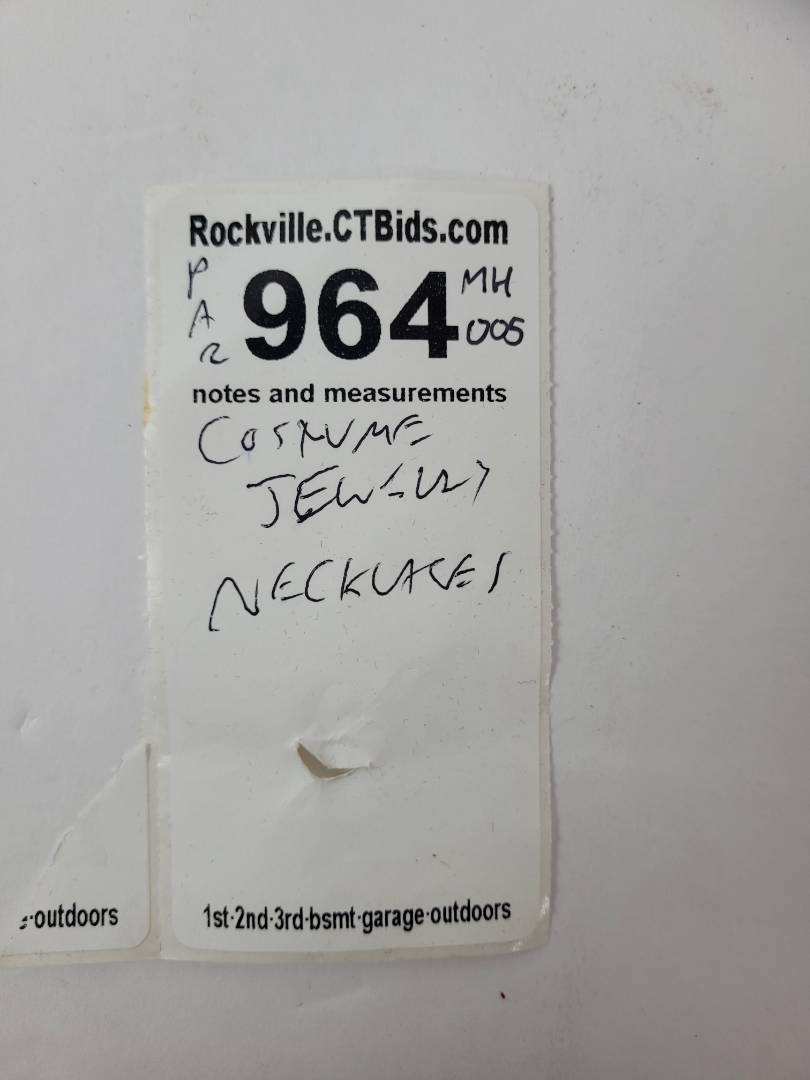 Rockville.CTBids.com
PAR
964
MH
005
notes and measurements
COSTUME
JEWELRY
NECKLACES
1st·2nd·3rd·bsmt·garage·outdoors
·outdoors